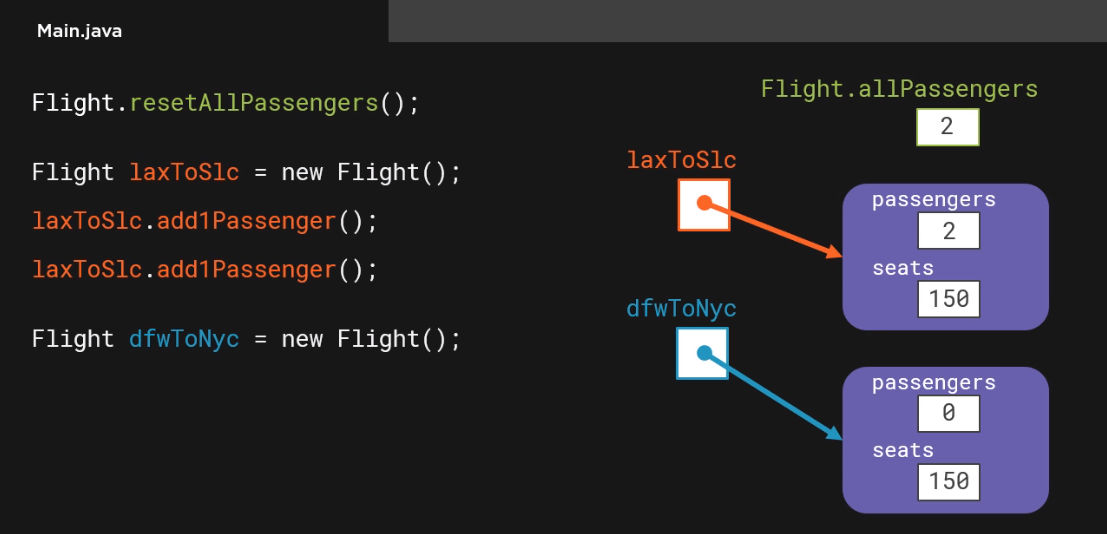 Main.java
Flight.resetAllPassengers();
Flight laxToSlc = new Flight();
laxToSlc.add1Passenger();
laxToSlc.add1Passenger();
Flight dfwToNyc = new Flight();
Flight.allPassengers
2
laxToSlc
passengers
2
seats
150
dfwToNyc
passengers
0
seats
150